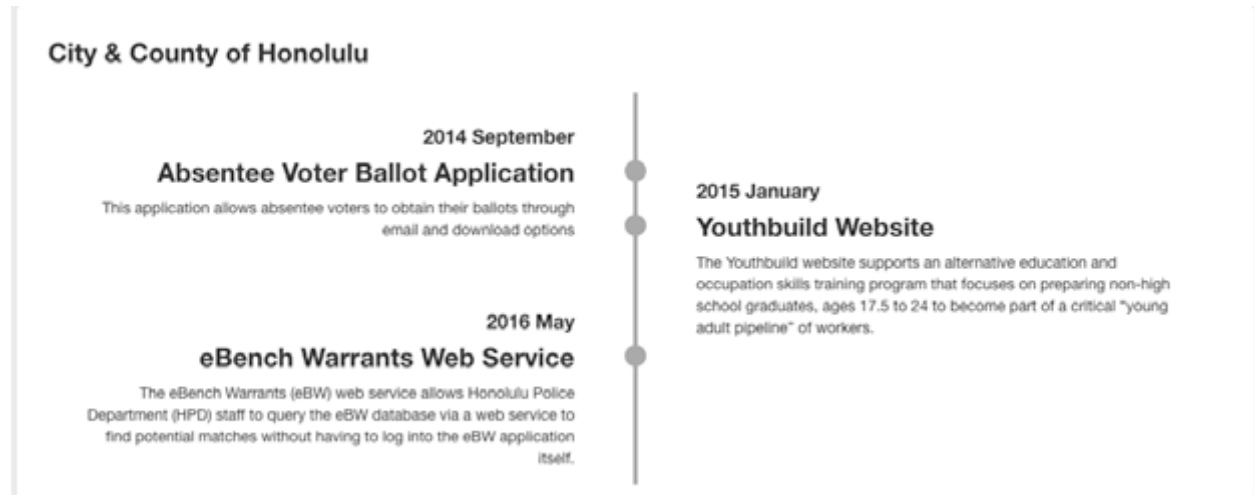 City & County of Honolulu
2014 September
Absentee Voter Ballot Application
This application allows absentee voters to obtain their ballots through
email and download options
2015 January
Youthbuild Website
The Youthbuild website supports an alternative education and
occupation skills training program that focuses on preparing non-high
school graduates, ages 17.5 to 24 to become part of a critical "young
adult pipeline" of workers.
2016 May
eBench Warrants Web Service
The eBench Warrants (eBW) web service allows Honolulu Police
Department (HPD) staff to query the eBW database via a web service to
find potential matches without having to log into the eBW application
itself.